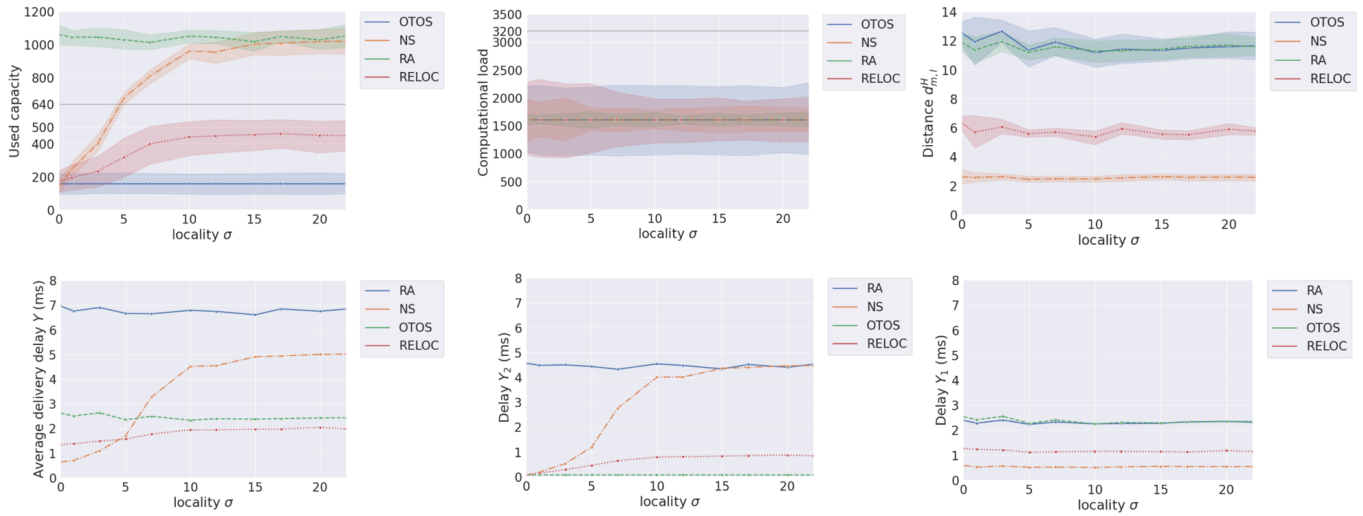 1200
1000
800
640
500
400
200
0
Used capacity
0
5
10
15
20
locality σ
OTOS
NS
RA
RELOC
3500
3200
3000
2500
2000
1500
1000
500
0
Computational load
0
5
10
15
20
locality σ
OTOS
NS
RA
RELOC
14
12
10
8
6
4
2
0
Distance d^H_{m,l}
0
5
10
15
20
locality σ
OTOS
NS
RA
RELOC
8
7
6
5
4
3
2
1
0
Average delivery delay Y (ms)
0
5
10
15
20
locality σ
RA
NS
OTOS
RELOC
8
7
6
5
4
3
2
1
0
Delay Y₂ (ms)
0
5
10
15
20
locality σ
RA
NS
OTOS
RELOC
8
7
6
5
4
3
2
1
0
Delay Y₁ (ms)
0
5
10
15
20
locality σ
RA
NS
OTOS
RELOC